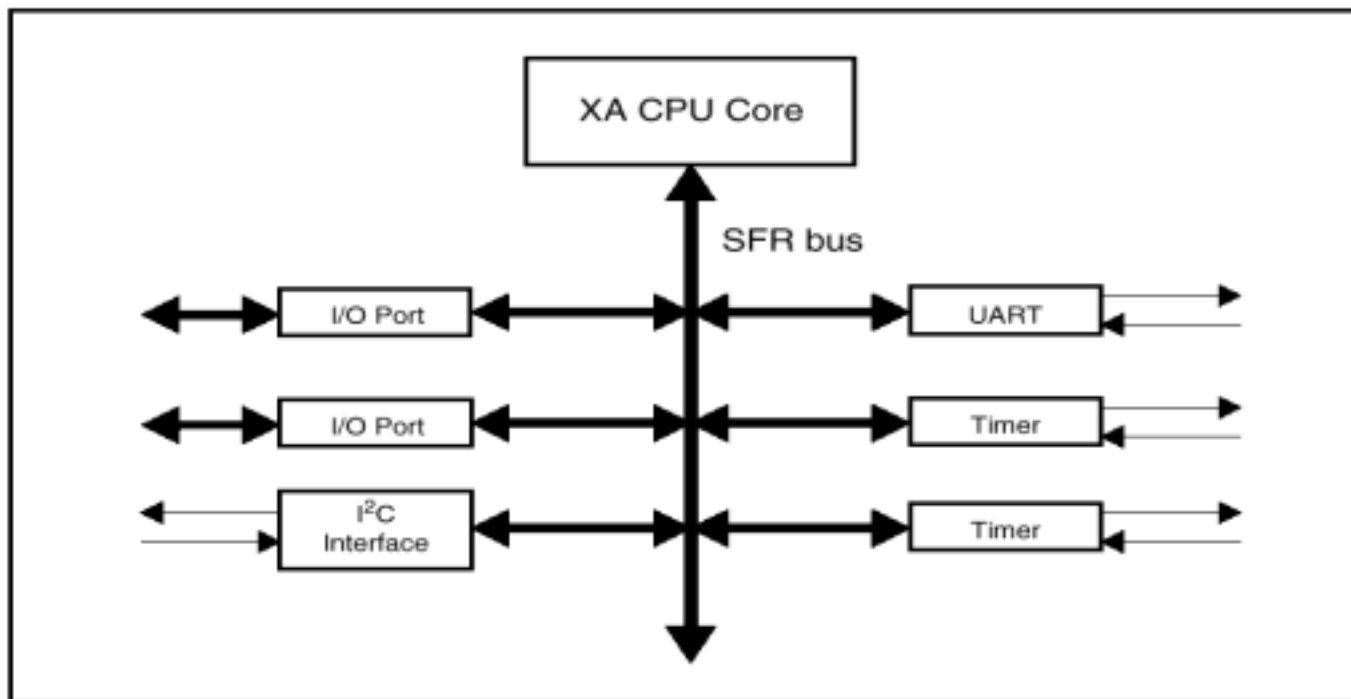 XA CPU Core
SFR bus
I/O Port
UART
I/O Port
Timer
I²C
Interface
Timer